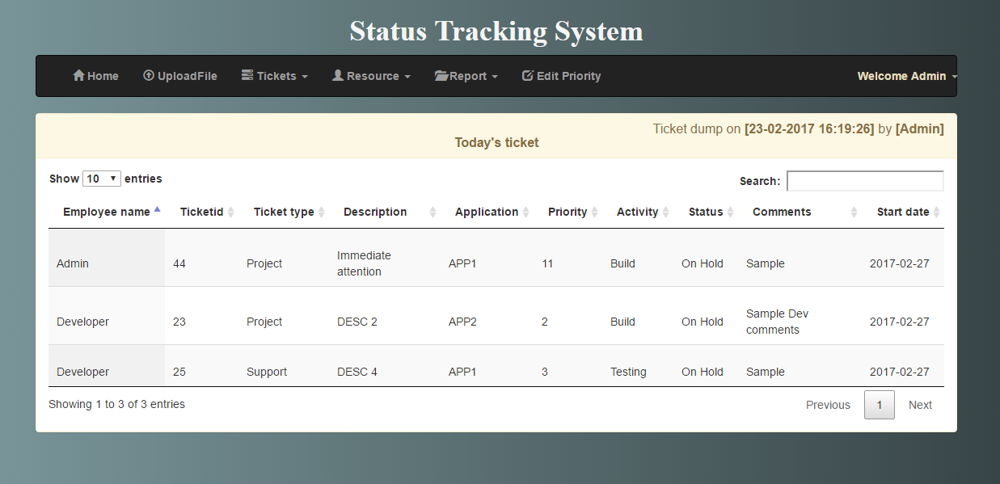 Status Tracking System
Home UploadFile Tickets Resource Report Edit Priority Welcome Admin
Ticket dump on [23-02-2017 16:19:26] by [Admin]
Today's ticket
Show 10 entries
Search:
Employee name Ticketid Ticket type Description Application Priority Activity Status Comments Start date
Admin 44 Project Immediate attention APP1 11 Build On Hold Sample 2017-02-27
Developer 23 Project DESC 2 APP2 2 Build On Hold Sample Dev comments 2017-02-27
Developer 25 Support DESC 4 APP1 3 Testing On Hold Sample 2017-02-27
Showing 1 to 3 of 3 entries
Previous 1 Next